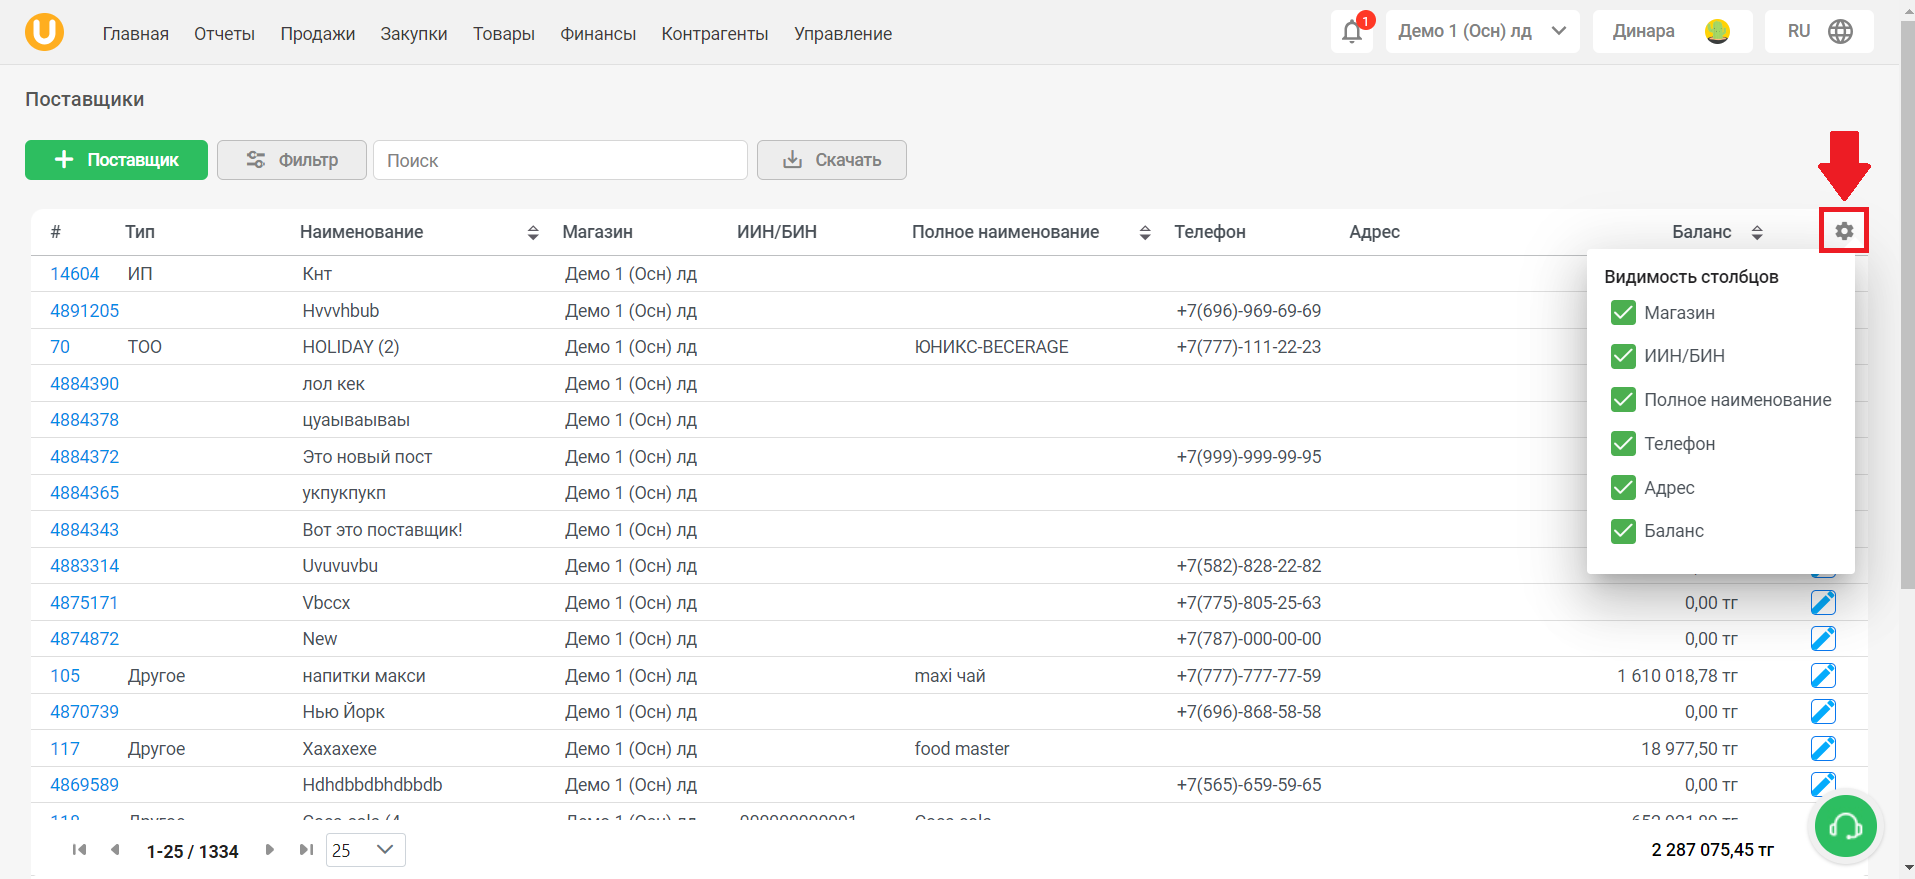 U
Главная Отчеты Продажи Закупки Товары Финансы Контрагенты Управление 1 Демо 1 (Осн) лд Динара RU
Поставщики
Поставщик Фильтр Поиск Скачать
# Тип Наименование Магазин ИИН/БИН Полное наименование Телефон Адрес Баланс
14604 ИП Кнт Демо 1 (Осн) лд
4891205 Hvvvhbub Демо 1 (Осн) лд +7(696)-969-69-69
70 ТОО HOLIDAY (2) Демо 1 (Осн) лд ЮНИКС-BECERAGE +7(777)-111-22-23
4884390 лол кек Демо 1 (Осн) лд
4884378 цуаываываы Демо 1 (Осн) лд
4884372 Это новый пост Демо 1 (Осн) лд +7(999)-999-99-95
4884365 укпукпукп Демо 1 (Осн) лд
4884343 Вот это поставщик! Демо 1 (Осн) лд
4883314 Uvuvuvbu Демо 1 (Осн) лд +7(582)-828-22-82
4875171 Vbccx Демо 1 (Осн) лд +7(775)-805-25-63 0,00 тг
4874872 New Демо 1 (Осн) лд +7(787)-000-00-00 0,00 тг
105 Другое напитки макси Демо 1 (Осн) лд maxi чай +7(777)-777-77-59 1 610 018,78 тг
4870739 Нью Йорк Демо 1 (Осн) лд +7(696)-868-58-58 0,00 тг
117 Другое Хахахехе Демо 1 (Осн) лд food master 18 977,50 тг
4869589 Hdhdbbdbhdbbdb Демо 1 (Осн) лд +7(565)-659-59-65 0,00 тг
Видимость столбцов
Магазин
ИИН/БИН
Полное наименование
Телефон
Адрес
Баланс
1-25 / 1334 25 2 287 075,45 тг